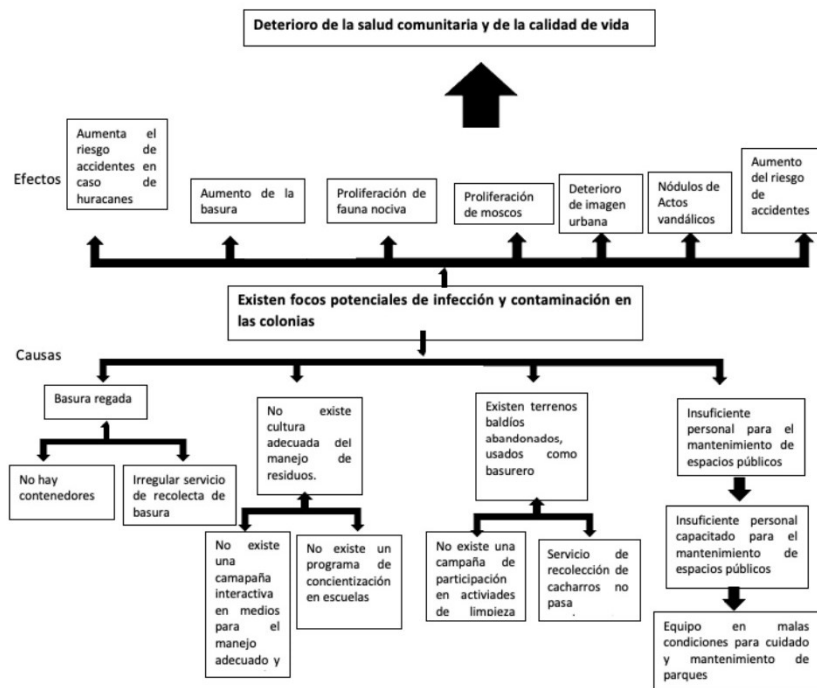 Deterioro de la salud comunitaria y de la calidad de vida
Efectos
Aumenta el
riesgo de
accidentes en
caso de
huracanes
Aumento de la
basura
Proliferación de
fauna nociva
Proliferación
de moscos
Deterioro
de imagen
urbana
Nódulos de
Actos
vandálicos
Aumento
del riesgo
de
accidentes
Existen focos potenciales de infección y contaminación en
las colonias
Causas
Basura regada
No hay
contenedores
Irregular servicio
de recolecta de
basura
No existe
cultura
adecuada del
manejo de
residuos.
No existe
una
camapaña
interactiva
en medios
para el
manejo
adecuado y
No existe un
programa de
concientización
en escuelas
Existen terrenos
baldíos
abandonados,
usados como
basurero
No existe una
campaña de
participación
en activiades
de limpieza
Servicio de
recolección de
cacharros no
pasa
Insuficiente
personal para el
mantenimiento de
espacios públicos
Insuficiente personal
capacitado para el
mantenimiento de
espacios públicos
Equipo en malas
condiciones para cuidado
y mantenimiento de
parques